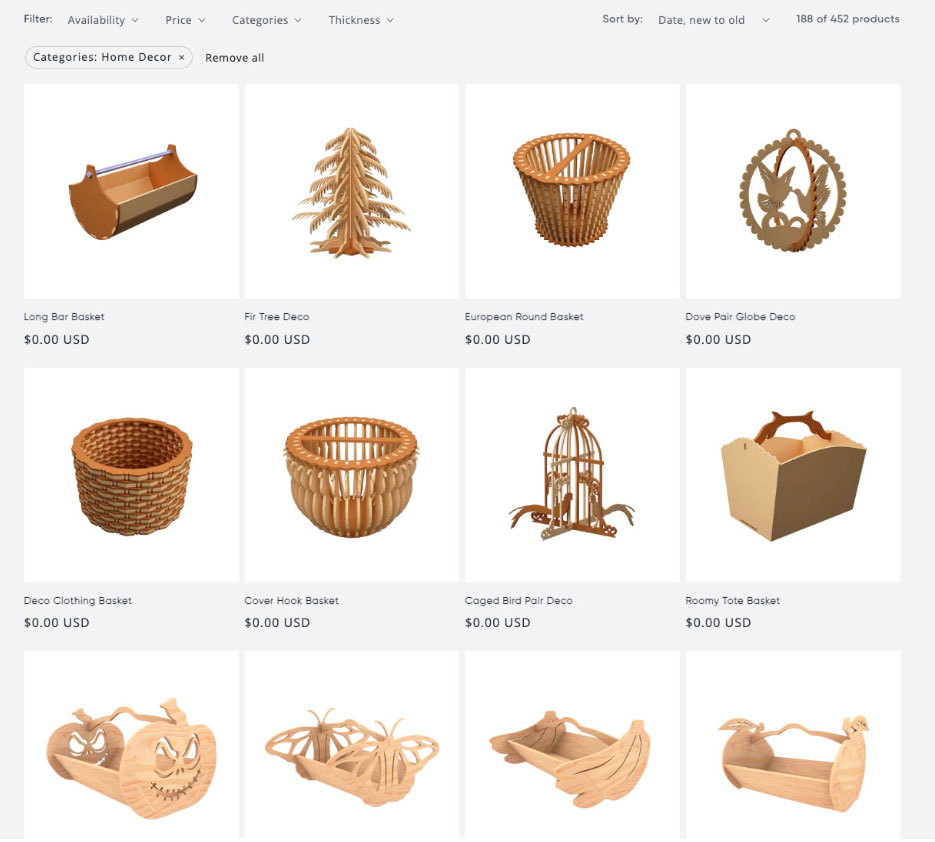 Filter: Availability Price Categories Thickness Sort by: Date, new to old 188 of 452 products
Categories: Home Decor × Remove all
Long Bar Basket Fir Tree Deco European Round Basket Dove Pair Globe Deco
$0.00 USD $0.00 USD $0.00 USD $0.00 USD
Deco Clothing Basket Cover Hook Basket Caged Bird Pair Deco Roomy Tote Basket
$0.00 USD $0.00 USD $0.00 USD $0.00 USD